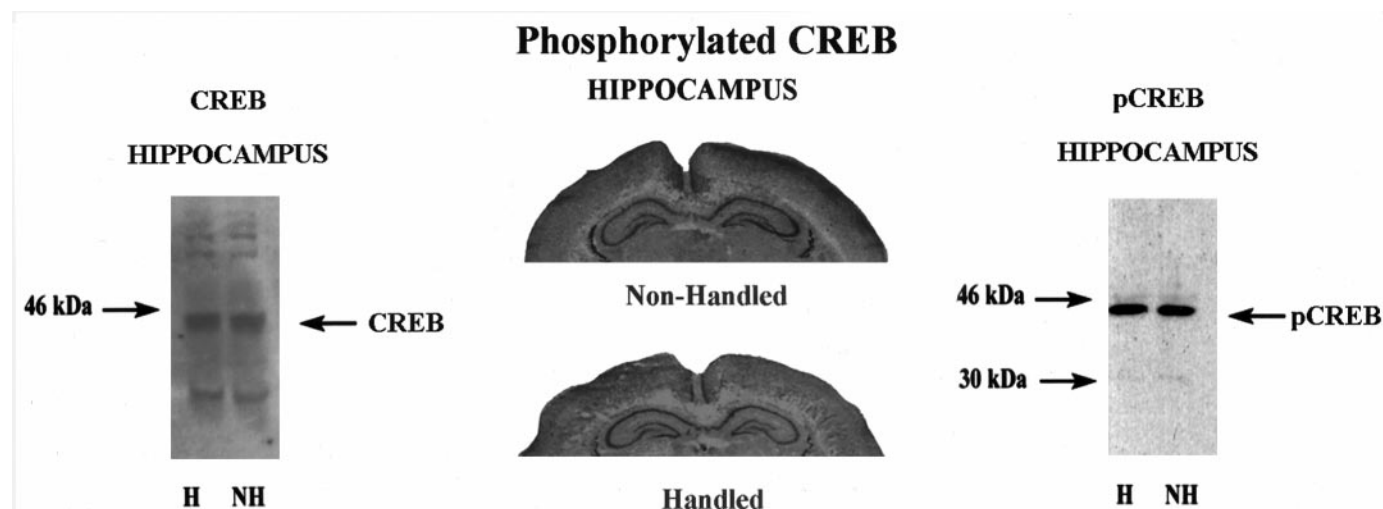 Phosphorylated CREB
HIPPOCAMPUS
CREB
HIPPOCAMPUS
46 kDa
CREB
H NH
Non-Handled
Handled
pCREB
HIPPOCAMPUS
46 kDa
pCREB
30 kDa
H NH